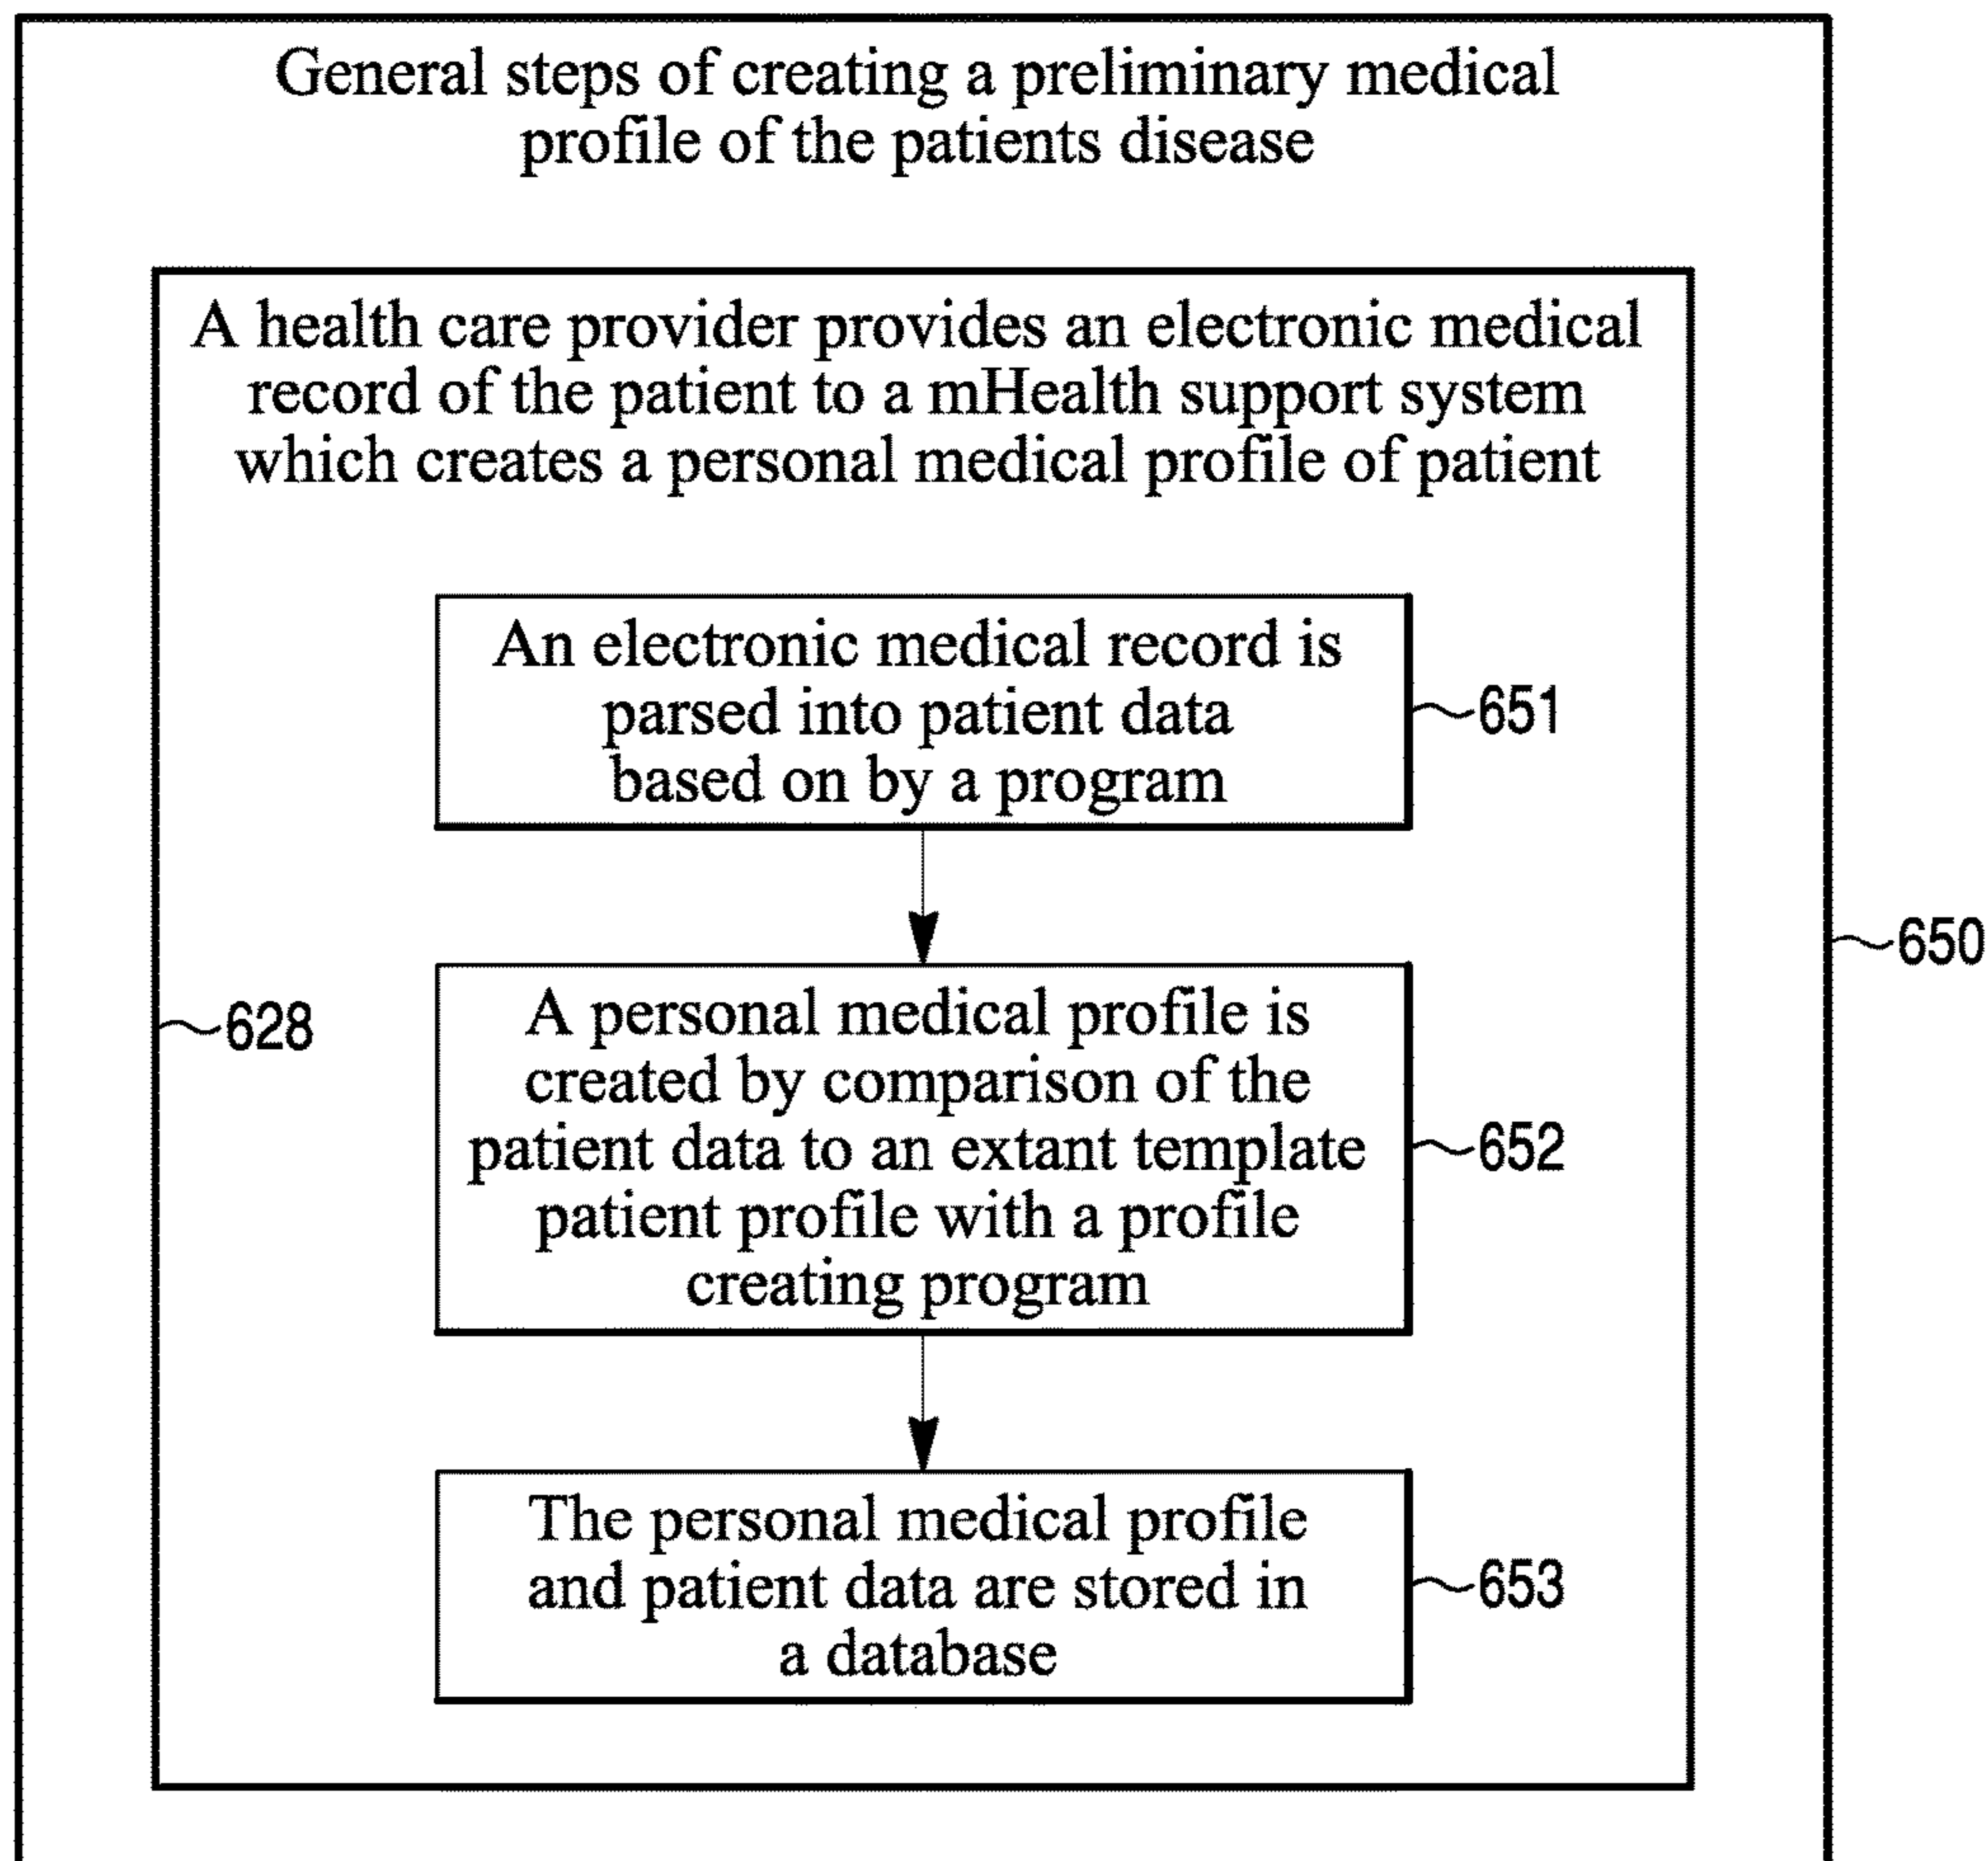 General steps of creating a preliminary medical
profile of the patients disease
A health care provider provides an electronic medical
record of the patient to a mHealth support system
which creates a personal medical profile of patient
An electronic medical record is
parsed into patient data
based on by a program
651
650
628
A personal medical profile is
created by comparison of the
patient data to an extant template
patient profile with a profile
creating program
652
The personal medical profile
and patient data are stored in
a database
653